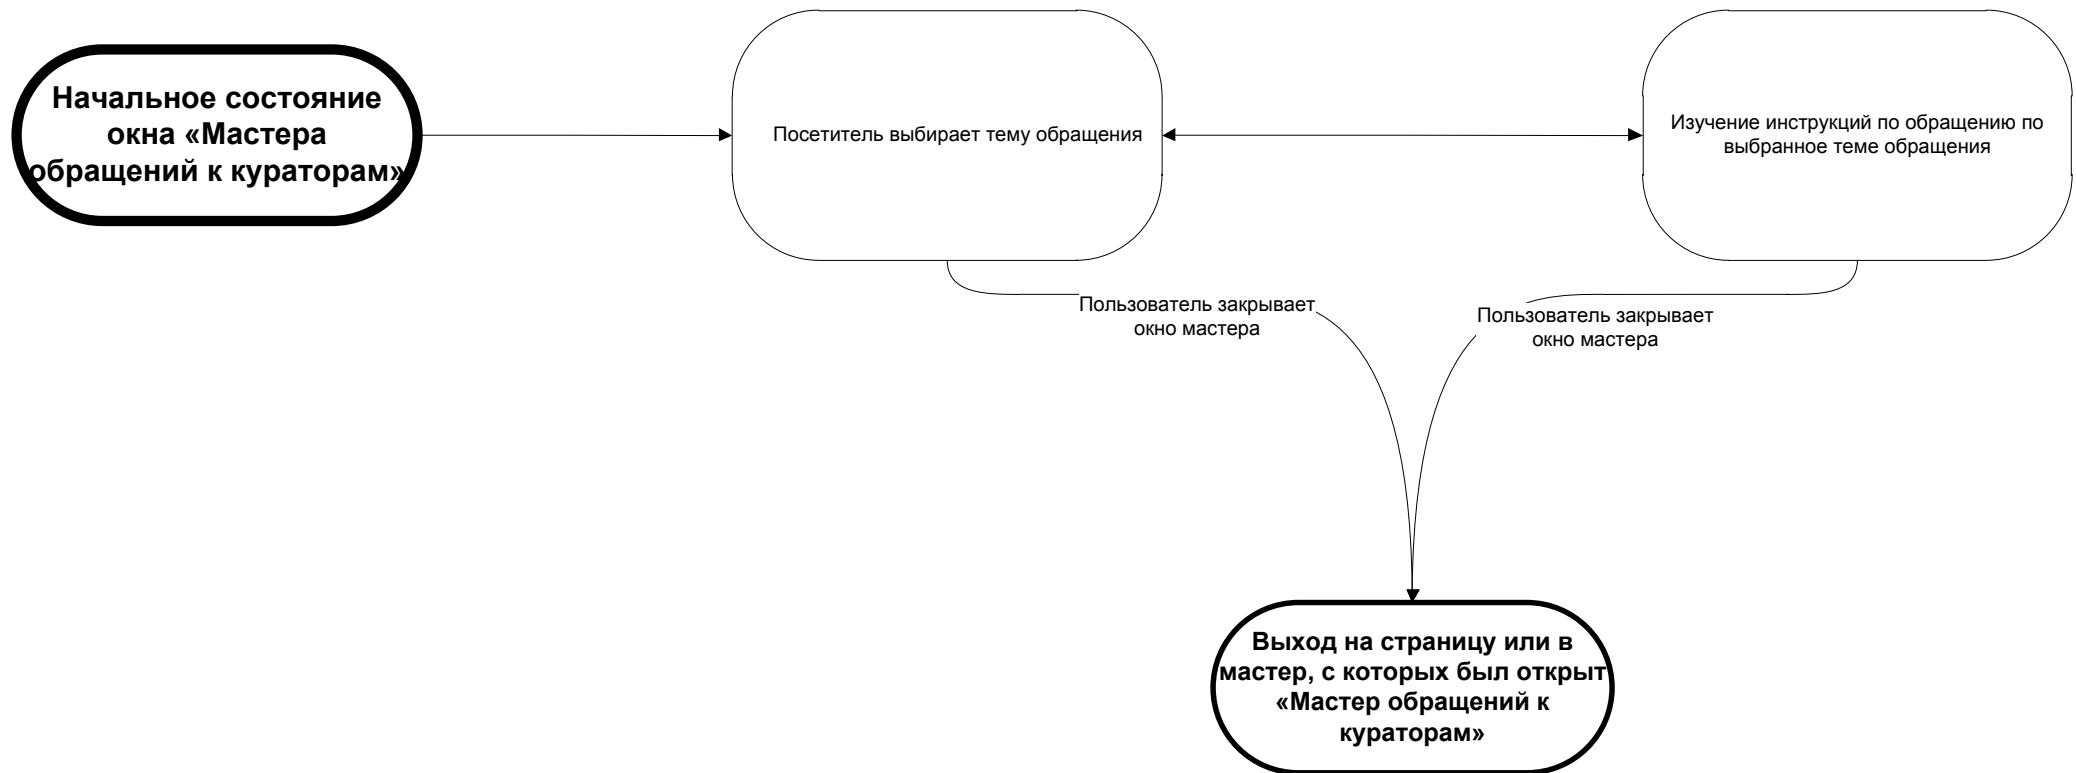 Начальное состояние
окна «Мастера
обращений к кураторам»
Посетитель выбирает тему обращения
Изучение инструкций по обращению по
выбранное теме обращения
Пользователь закрывает
окно мастера
Пользователь закрывает
окно мастера
Выход на страницу или в
мастер, с которых был открыт
«Мастер обращений к
кураторам»